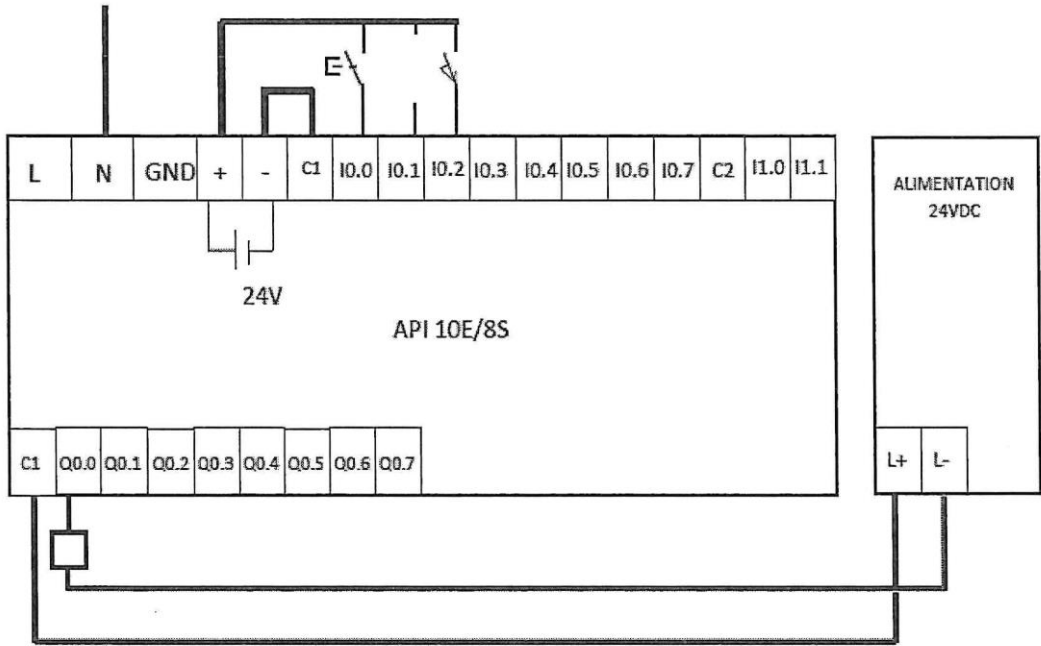 L N GND + - C1 I0.0 I0.1 I0.2 I0.3 I0.4 I0.5 I0.6 I0.7 C2 I1.0 I1.1
ALIMENTATION
24VDC
24V
API 10E/8S
C1 Q0.0 Q0.1 Q0.2 Q0.3 Q0.4 Q0.5 Q0.6 Q0.7
L+ L-